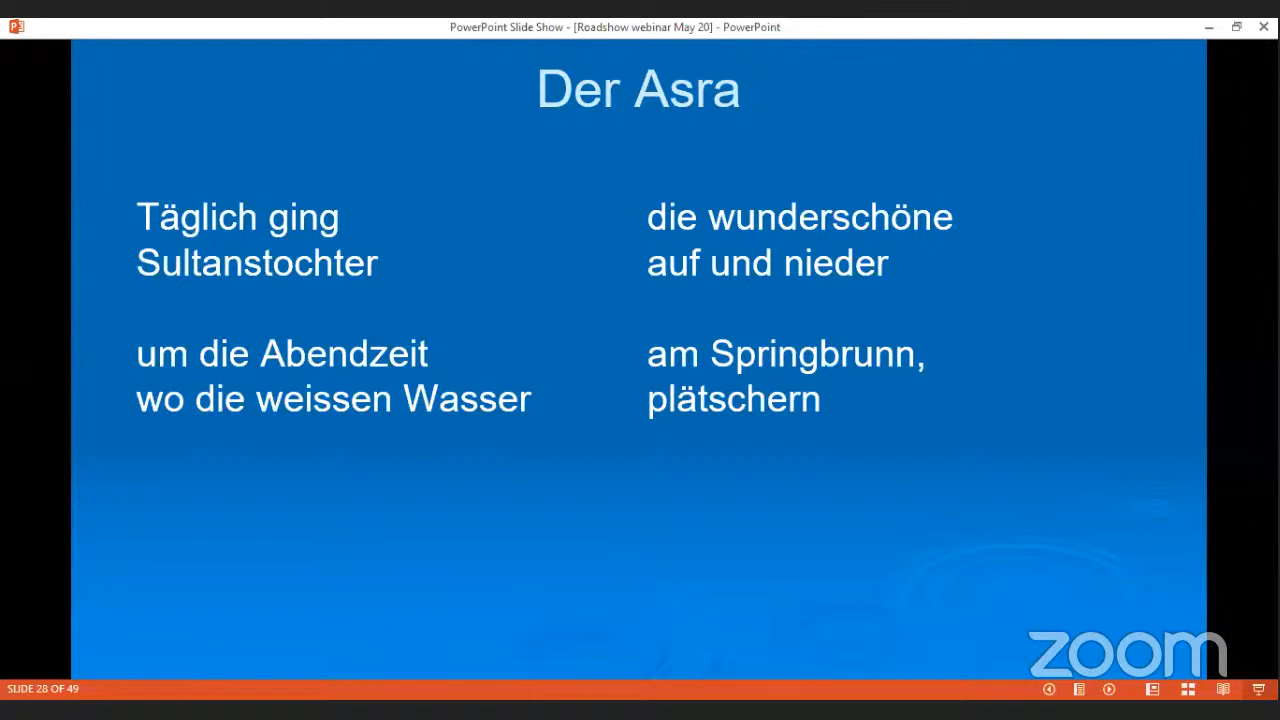 PowerPoint Slide Show - [Roadshow webinar May 20] - PowerPoint
Der Asra
Täglich ging die wunderschöne
Sultanstochter auf und nieder
um die Abendzeit am Springbrunn,
wo die weissen Wasser plätschern
zoom
SLIDE 28 OF 49